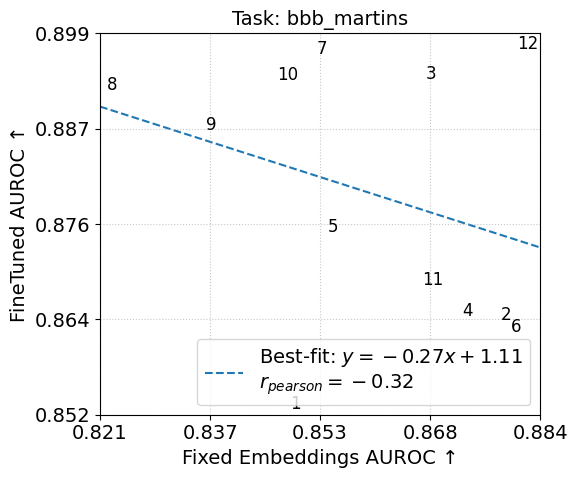 Task: bbb_martins
FineTuned AUROC ↑
0.899
0.887
0.876
0.864
0.852
12
7
3
10
8
9
5
11
4
2
6
1
Best-fit: y = −0.27x + 1.11
r_pearson = −0.32
0.821 0.837 0.853 0.868 0.884
Fixed Embeddings AUROC ↑